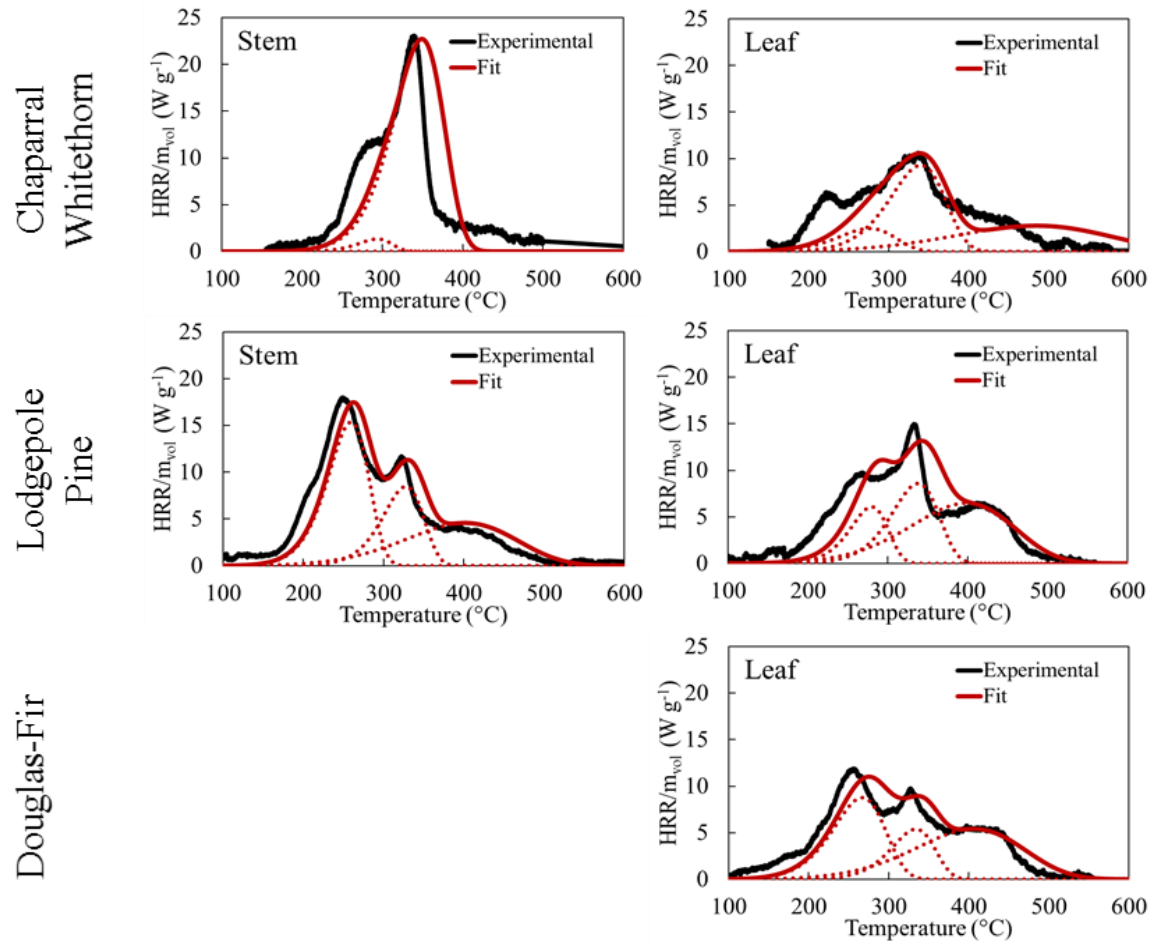 Chaparral
Whitethorn
Stem
Experimental
Fit
HRR/mvol (W g-1)
25
20
15
10
5
0
100 200 300 400 500 600
Temperature (°C)
Leaf
Experimental
Fit
HRR/mvol (W g-1)
25
20
15
10
5
0
100 200 300 400 500 600
Temperature (°C)
Lodgepole
Pine
Stem
Experimental
Fit
HRR/mvol (W g-1)
25
20
15
10
5
0
100 200 300 400 500 600
Temperature (°C)
Leaf
Experimental
Fit
HRR/mvol (W g-1)
25
20
15
10
5
0
100 200 300 400 500 600
Temperature (°C)
Douglas-Fir
Leaf
Experimental
Fit
HRR/mvol (W g-1)
25
20
15
10
5
0
100 200 300 400 500 600
Temperature (°C)